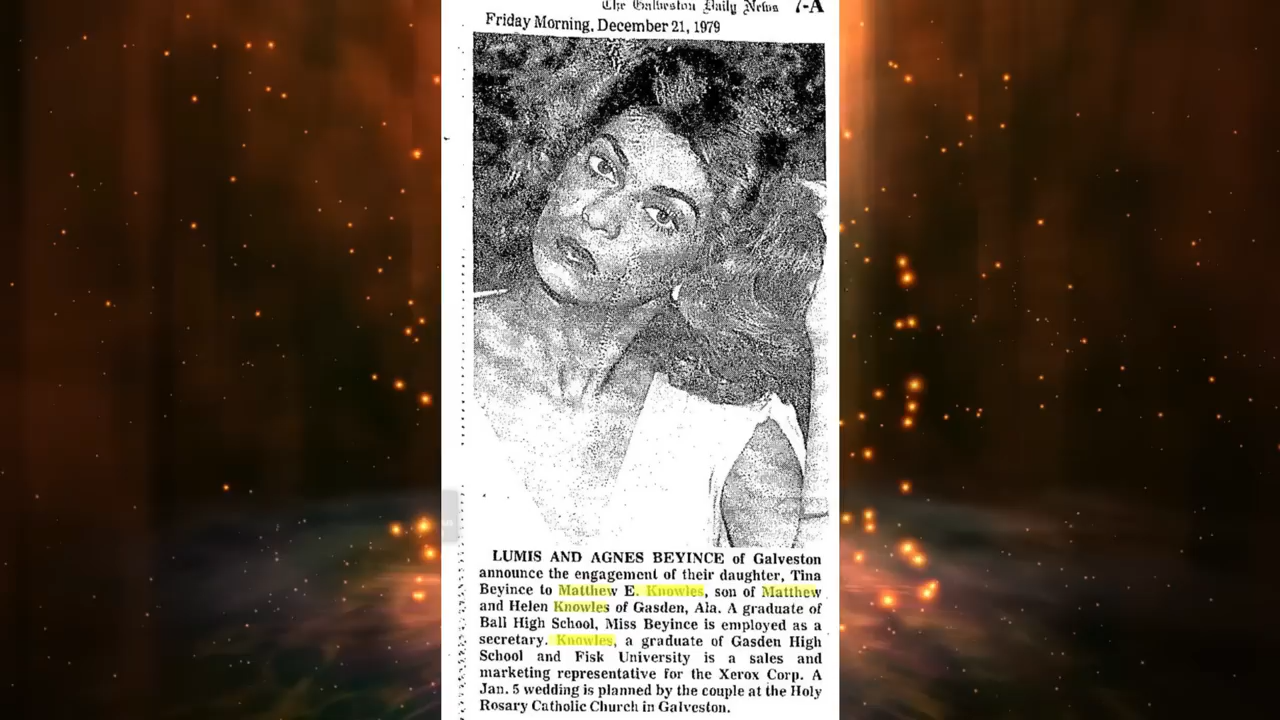 The Galveston Daily News 7-A
Friday Morning, December 21, 1979
LUMIS AND AGNES BEYINCE of Galveston
announce the engagement of their daughter, Tina
Beyince to Matthew E. Knowles, son of Matthew
and Helen Knowles of Gasden, Ala. A graduate of
Ball High School, Miss Beyince is employed as a
secretary. Knowles, a graduate of Gasden High
School and Fisk University is a sales and
marketing representative for the Xerox Corp. A
Jan. 5 wedding is planned by the couple at the Holy
Rosary Catholic Church in Galveston.